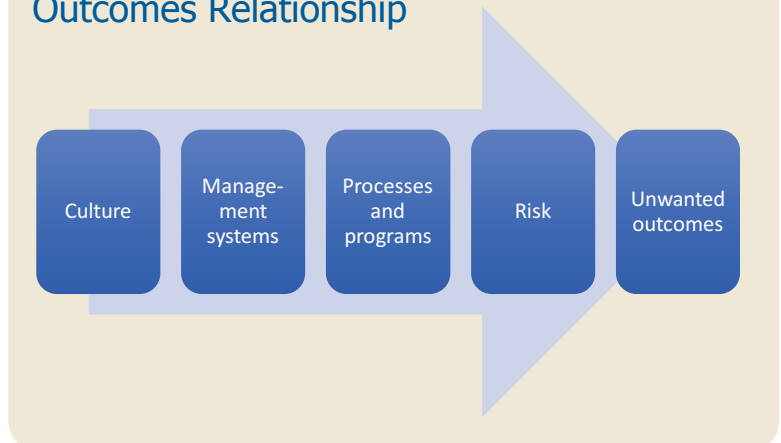 Outcomes Relationship
Culture
Manage-
ment
systems
Processes
and
programs
Risk
Unwanted
outcomes